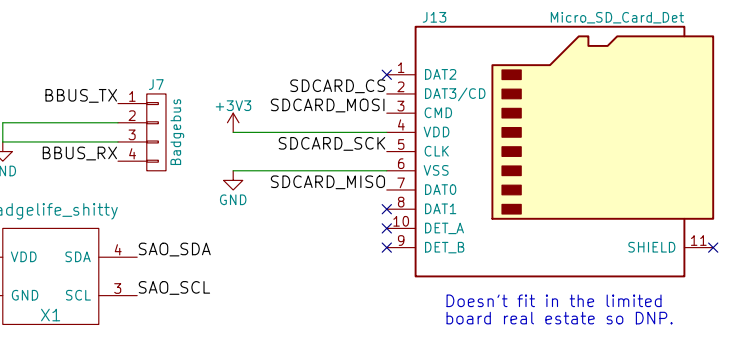 J13
Micro_SD_Card_Det
1
DAT2
SDCARD_CS
2
DAT3/CD
SDCARD_MOSI
3
CMD
+3V3
4
VDD
SDCARD_SCK
5
CLK
6
VSS
GND
SDCARD_MISO
7
DAT0
8
DAT1
10
DET_A
9
DET_B
SHIELD
11
Doesn't fit in the limited
board real estate so DNP.
J7
BBUS_TX
1
2
3
BBUS_RX
4
Badgebus
ND
adgelife_shitty
VDD
SDA
4
SAO_SDA
GND
SCL
3
SAO_SCL
X1